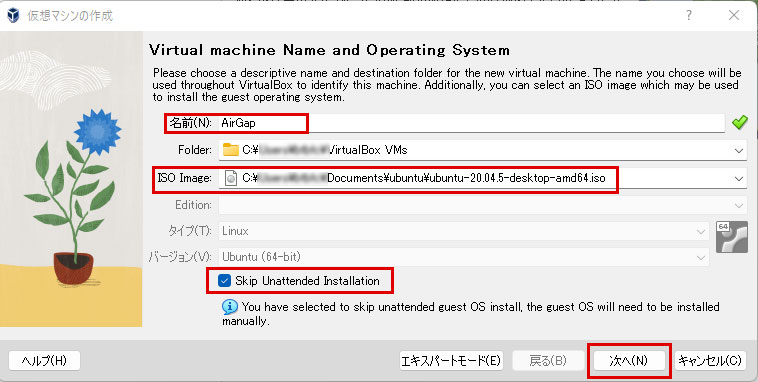 仮想マシンの作成
Virtual machine Name and Operating System
Please choose a descriptive name and destination folder for the new virtual machine. The name you choose will be
used throughout VirtualBox to identify this machine. Additionally, you can select an ISO image which may be used
to install the guest operating system.
名前(N): AirGap
Folder: C:¥ VirtualBox VMs
ISO Image: C:¥ Documents¥ubuntu¥ubuntu-20.04.5-desktop-amd64.iso
Edition:
タイプ(T): Linux
64
バージョン(V): Ubuntu (64-bit)
Skip Unattended Installation
You have selected to skip unattended guest OS install, the guest OS will need to be installed
manually.
ヘルプ(H) エキスパートモード(E) 戻る(B) 次へ(N) キャンセル(C)